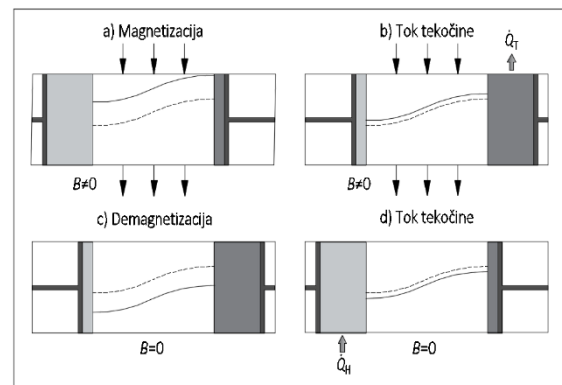 a) Magnetizacija
b) Tok tekočine
Q̇T
B≠0
B≠0
c) Demagnetizacija
d) Tok tekočine
B=0
Q̇H
B=0